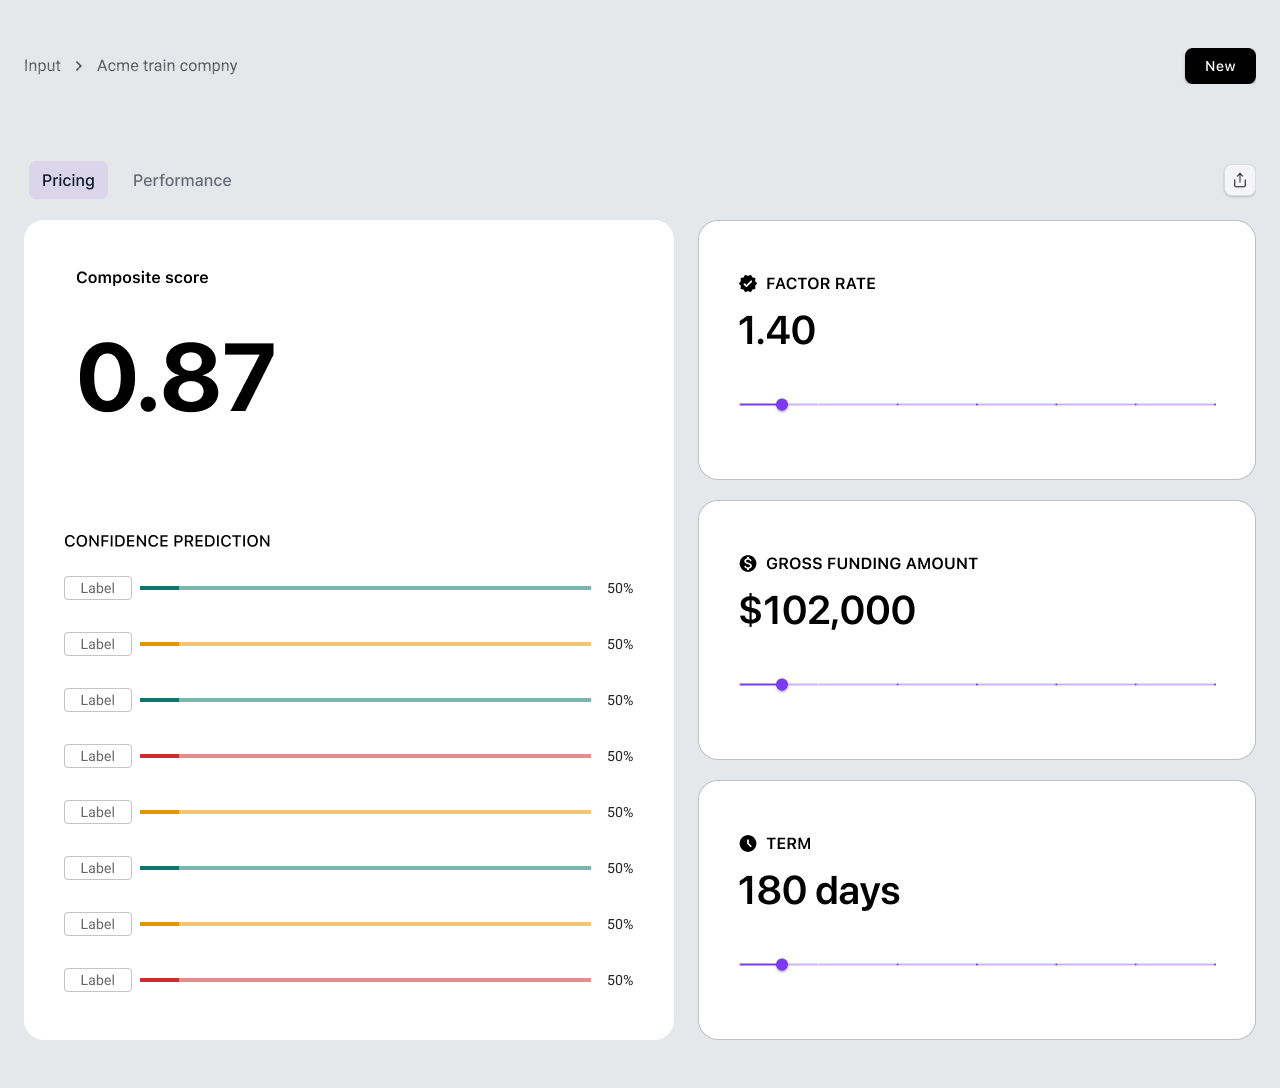 Input > Acme train compny
New
Pricing Performance
Composite score
0.87
CONFIDENCE PREDICTION
Label 50%
Label 50%
Label 50%
Label 50%
Label 50%
Label 50%
Label 50%
Label 50%
FACTOR RATE
1.40
GROSS FUNDING AMOUNT
$102,000
TERM
180 days